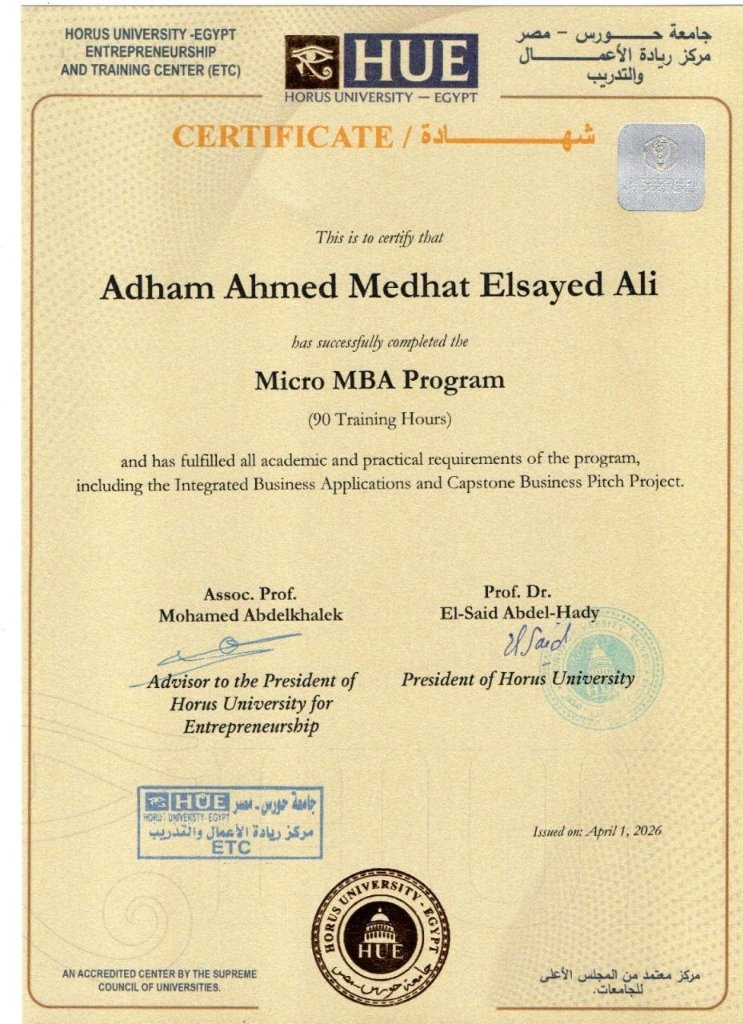 HORUS UNIVERSITY -EGYPT
ENTREPRENEURSHIP
AND TRAINING CENTER (ETC)
HUE
HORUS UNIVERSITY — EGYPT
جامعة حـــــــورس - مصر
مركز ريادة الأعمـــــــــال
والتدريب
CERTIFICATE / شهـــــــــــــــــادة
This is to certify that
Adham Ahmed Medhat Elsayed Ali
has successfully completed the
Micro MBA Program
(90 Training Hours)
and has fulfilled all academic and practical requirements of the program,
including the Integrated Business Applications and Capstone Business Pitch Project.
Assoc. Prof.
Mohamed Abdelkhalek
Advisor to the President of
Horus University for
Entrepreneurship
Prof. Dr.
El-Said Abdel-Hady
El Said
President of Horus University
HUE جامعة حورس - مصر
HORUS UNIVERSITY-EGYPT
مركز ريادة الأعمال والتدريب
ETC
Issued on: April 1, 2026
HORUS UNIVERSITY - EGYPT
HUE
جامعة حورس - مصر
AN ACCREDITED CENTER BY THE SUPREME
COUNCIL OF UNIVERSITIES.
مركز معتمد من المجلس الأعلى
للجامعات.